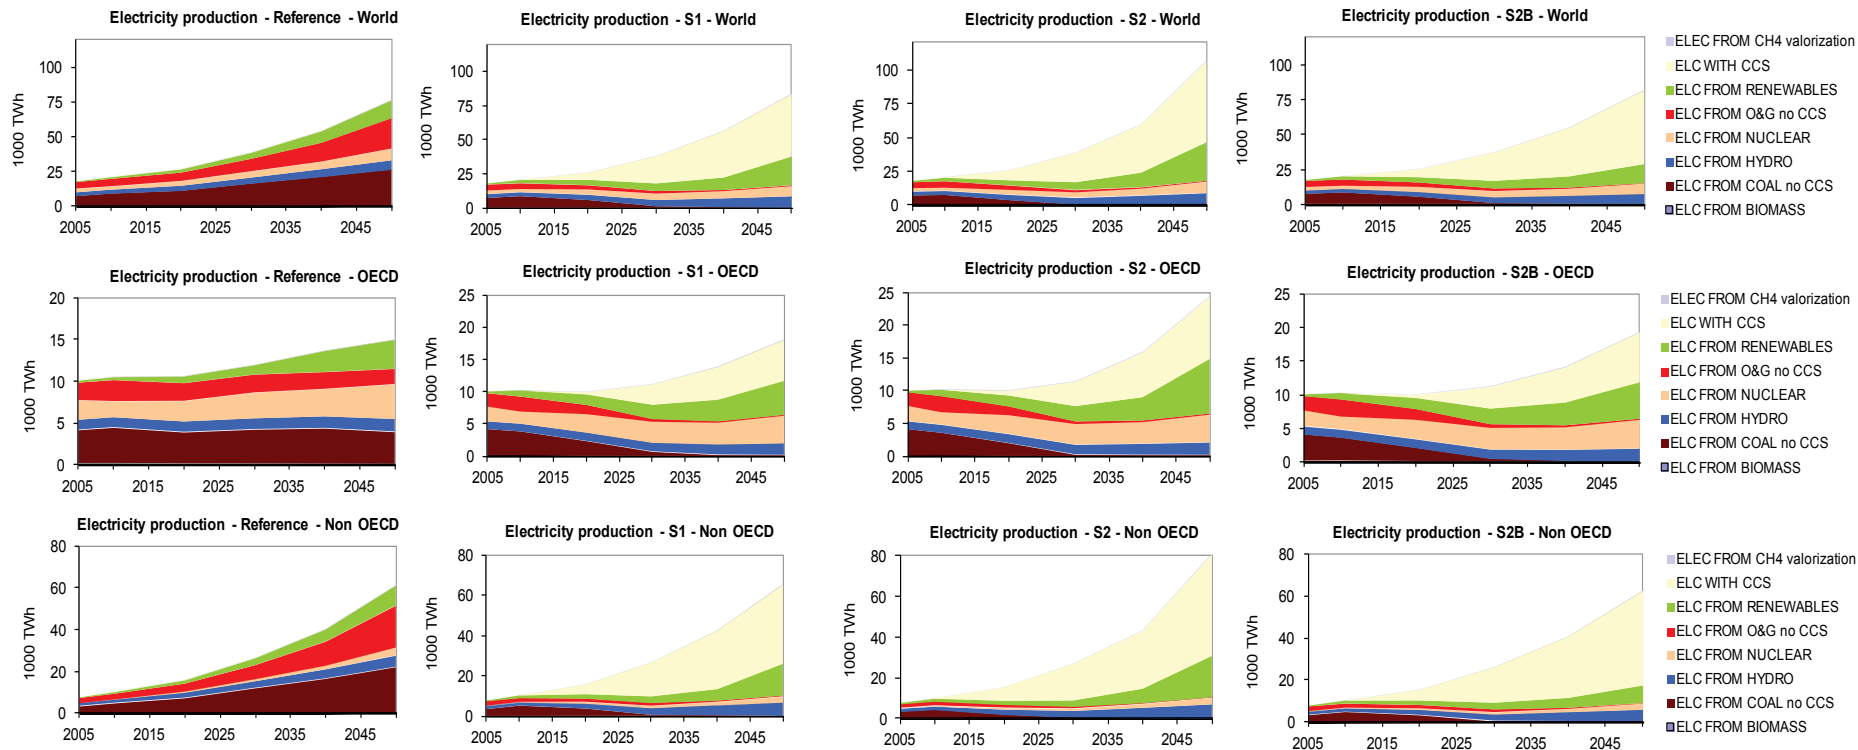 Electricity production - Reference - World
1000 TWh
100
75
50
25
0
2005 2015 2025 2035 2045
Electricity production - S1 - World
1000 TWh
100
75
50
25
0
2005 2015 2025 2035 2045
Electricity production - S2 - World
1000 TWh
100
75
50
25
0
2005 2015 2025 2035 2045
Electricity production - S2B - World
1000 TWh
100
75
50
25
0
2005 2015 2025 2035 2045
ELEC FROM CH4 valorization
ELC WITH CCS
ELC FROM RENEWABLES
ELC FROM O&G no CCS
ELC FROM NUCLEAR
ELC FROM HYDRO
ELC FROM COAL no CCS
ELC FROM BIOMASS
Electricity production - Reference - OECD
1000 TWh
20
15
10
5
0
2005 2015 2025 2035 2045
Electricity production - S1 - OECD
1000 TWh
25
20
15
10
5
0
2005 2015 2025 2035 2045
Electricity production - S2 - OECD
1000 TWh
25
20
15
10
5
0
2005 2015 2025 2035 2045
Electricity production - S2B - OECD
1000 TWh
25
20
15
10
5
0
2005 2015 2025 2035 2045
ELEC FROM CH4 valorization
ELC WITH CCS
ELC FROM RENEWABLES
ELC FROM O&G no CCS
ELC FROM NUCLEAR
ELC FROM HYDRO
ELC FROM COAL no CCS
ELC FROM BIOMASS
Electricity production - Reference - Non OECD
1000 TWh
80
60
40
20
0
2005 2015 2025 2035 2045
Electricity production - S1 - Non OECD
1000 TWh
80
60
40
20
0
2005 2015 2025 2035 2045
Electricity production - S2 - Non OECD
1000 TWh
80
60
40
20
0
2005 2015 2025 2035 2045
Electricity production - S2B - Non OECD
1000 TWh
80
60
40
20
0
2005 2015 2025 2035 2045
ELEC FROM CH4 valorization
ELC WITH CCS
ELC FROM RENEWABLES
ELC FROM O&G no CCS
ELC FROM NUCLEAR
ELC FROM HYDRO
ELC FROM COAL no CCS
ELC FROM BIOMASS